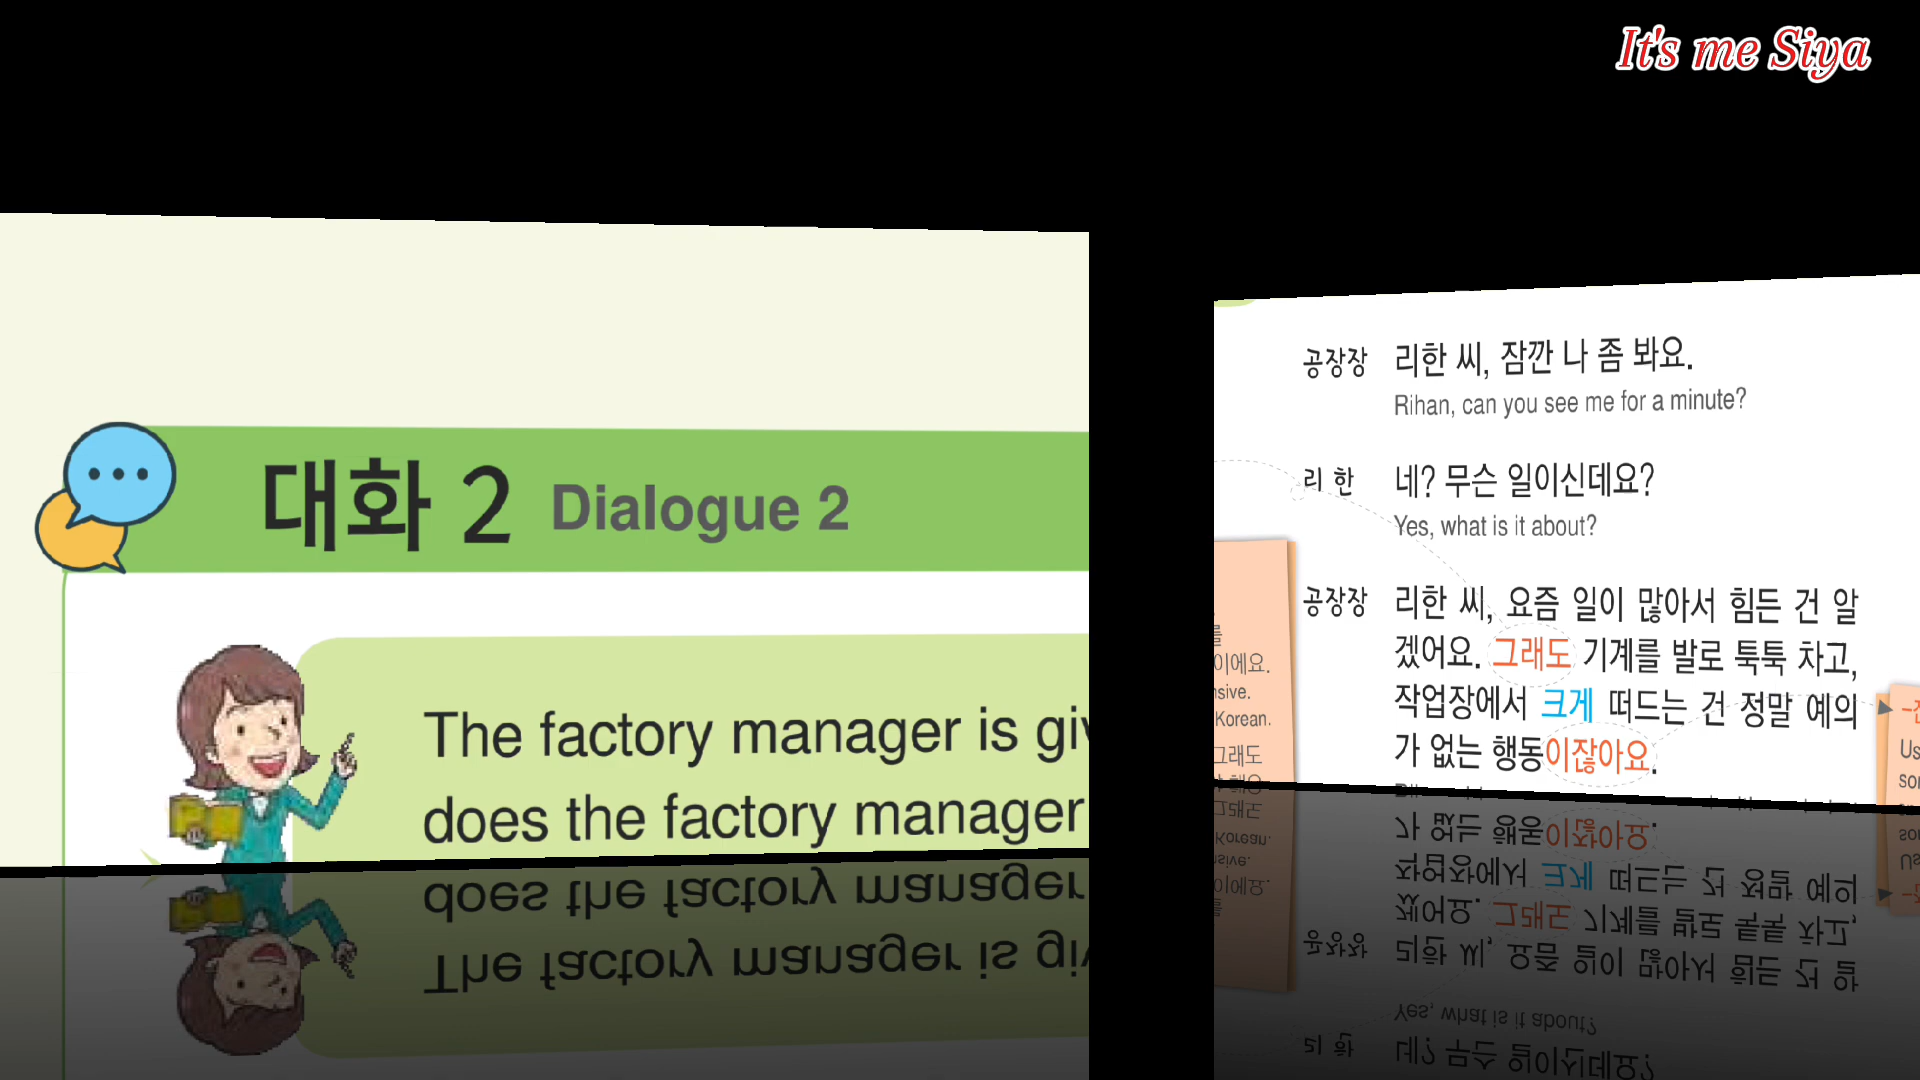 It's me Siya
대화 2 Dialogue 2
The factory manager is
does the factory manager
공장장 리한 씨, 잠깐 나 좀 봐요.
Rihan, can you see me for a minute?
리 한 네? 무슨 일이신데요?
Yes, what is it about?
공장장 리한 씨, 요즘 일이 많아서 힘든 건 알
겠어요. 그래도 기계를 발로 툭툭 차고,
작업장에서 크게 떠드는 건 정말 예의
가 없는 행동이잖아요.
이에요.
Korean.
그래도